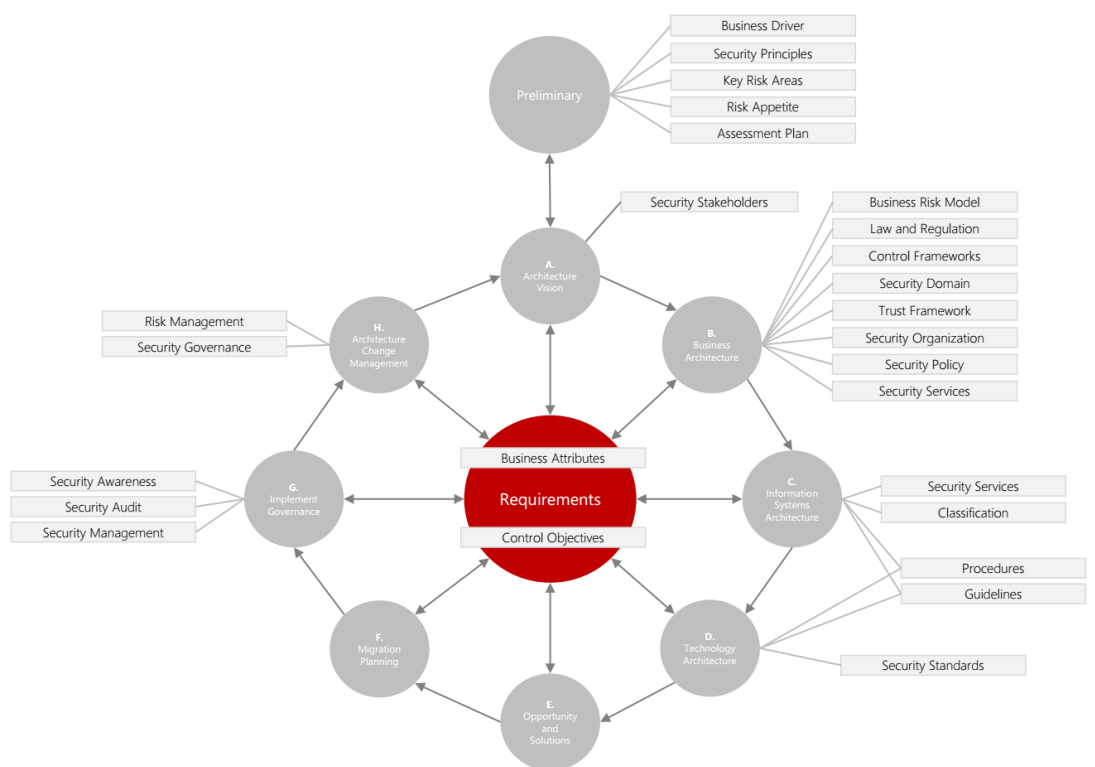 Business Driver
Security Principles
Key Risk Areas
Risk Appetite
Assessment Plan
Preliminary
Security Stakeholders
A.
Architecture
Vision
Business Risk Model
Law and Regulation
Control Frameworks
Security Domain
Trust Framework
Security Organization
Security Policy
Security Services
B.
Business
Architecture
Risk Management
Security Governance
H.
Architecture
Change
Management
Business Attributes
Requirements
Control Objectives
Security Awareness
Security Audit
Security Management
G.
Implement
Governance
C.
Information
Systems
Architecture
Security Services
Classification
Procedures
Guidelines
F.
Migration
Planning
D.
Technology
Architecture
Security Standards
E.
Opportunity
and
Solutions